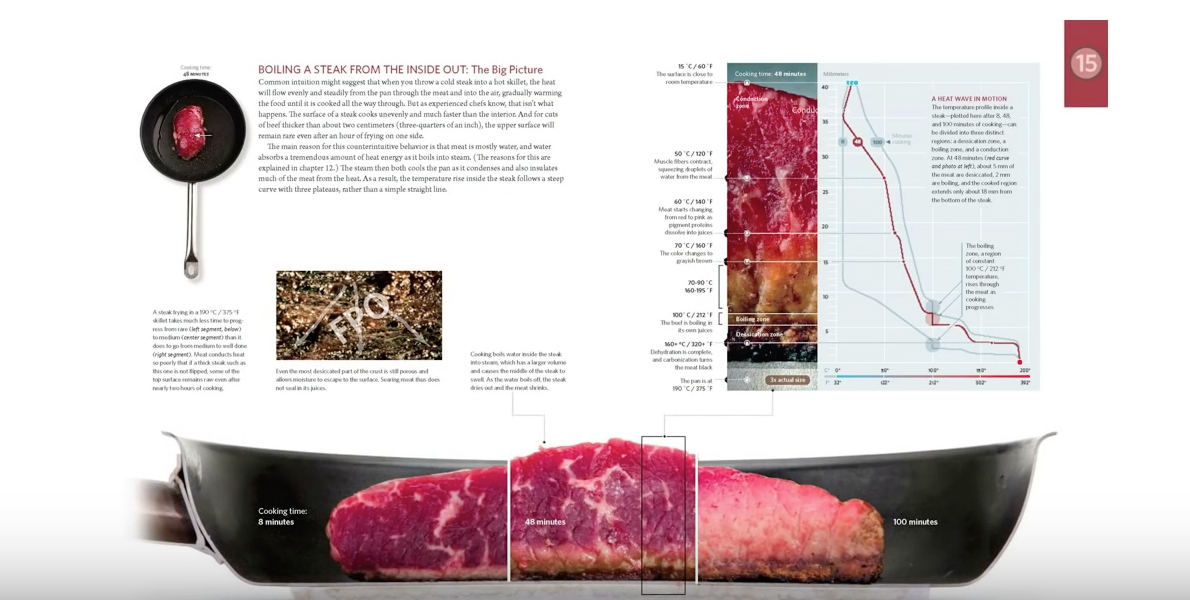 15
Cooking time:
48 MINUTES
BOILING A STEAK FROM THE INSIDE OUT: The Big Picture
Common intuition might suggest that when you throw a cold steak into a hot skillet, the heat
will flow evenly and steadily from the pan through the meat and into the air, gradually warming
the food until it is cooked all the way through. But as experienced chefs know, that isn't what
happens. The surface of a steak cooks unevenly and much faster than the interior. And for cuts
of beef thicker than about two centimeters (three-quarters of an inch), the upper surface will
remain rare even after an hour of frying on one side.
The main reason for this counterintuitive behavior is that meat is mostly water, and water
absorbs a tremendous amount of heat energy as it boils into steam. (The reasons for this are
explained in chapter 12.) The steam then both cools the pan as it condenses and also insulates
much of the meat from the heat. As a result, the temperature rise inside the steak follows a steep
curve with three plateaus, rather than a simple straight line.
A steak frying in a 190 °C / 375 °F
skillet takes much less time to prog-
ress from rare (left segment, below)
to medium (center segment) than it
does to go from medium to well done
(right segment). Meat conducts heat
so poorly that if a thick steak such as
this one is not flipped, some of the
top surface remains raw even after
nearly two hours of cooking.
FPO
Even the most desiccated part of the crust is still porous and
allows moisture to escape to the surface. Searing meat thus does
not seal in its juices.
Cooking boils water inside the steak
into steam, which has a larger volume
and causes the middle of the steak to
swell. As the water boils off, the steak
dries out and the meat shrinks.
15 °C / 60 °F
The surface is close to
room temperature
50 °C / 120 °F
Muscle fibers contract,
squeezing droplets of
water from the meat
60 °C / 140 °F
Meat starts changing
from red to pink as
pigment proteins
dissolve into juices
70 °C / 160 °F
The color changes to
grayish brown
70-90 °C
160-195 °F
100 °C / 212 °F
The beef is boiling in
its own juices
160+ °C / 320+ °F
Dehydration is complete,
and carbonization turns
the meat black
The pan is at
190 °C / 375 °F
Cooking time: 48 minutes
Conduction
zone
Conduc
Boiling zone
Dessication zone
3x actual size
Millimeters
40
35
30
25
20
15
10
5
8
48
100
Minutes
cooking
A HEAT WAVE IN MOTION
The temperature profile inside a
steak—plotted here after 8, 48,
and 100 minutes of cooking—can
be divided into three distinct
regions: a desiccation zone, a
boiling zone, and a conduction
zone. At 48 minutes (red curve
and photo at left), about 5 mm of
the meat are desiccated, 2 mm
are boiling, and the cooked region
extends only about 18 mm from
the bottom of the steak.
The boiling
zone, a region
of constant
100 °C / 212 °F
temperature,
rises through
the meat as
cooking
progresses
C° 0° 50° 100° 150° 200°
F° 32° 122° 212° 302° 392°
Cooking time:
8 minutes
48 minutes
100 minutes